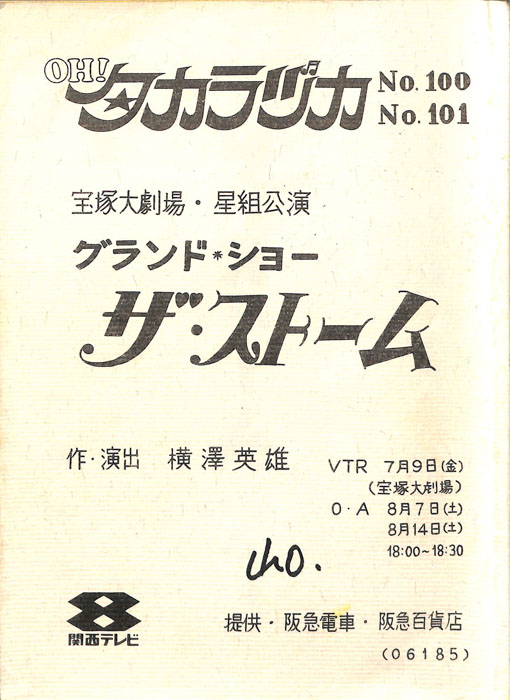 OH! タカラヅカ No. 100
No. 101
宝塚大劇場・星組公演
グランド*ショー
ザ・ストーム
作・演出 横澤英雄
VTR 7月9日(金)
(宝塚大劇場)
O・A 8月7日(土)
8月14日(土)
18:00~18:30
cho.
8
関西テレビ
提供・阪急電車・阪急百貨店
(06185)